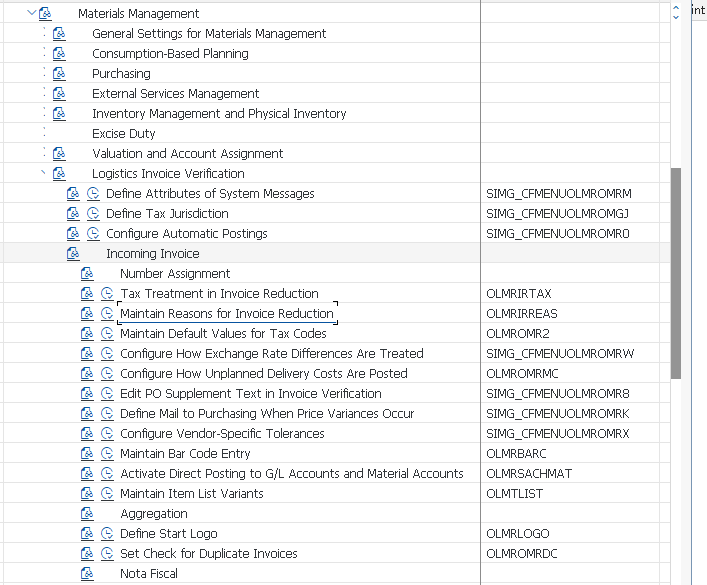 Materials Management
int
General Settings for Materials Management
Consumption-Based Planning
Purchasing
External Services Management
Inventory Management and Physical Inventory
Excise Duty
Valuation and Account Assignment
Logistics Invoice Verification
Define Attributes of System Messages SIMG_CFMENUOLMROMRM
Define Tax Jurisdiction SIMG_CFMENUOLMROMGJ
Configure Automatic Postings SIMG_CFMENUOLMROMR0
Incoming Invoice
Number Assignment
Tax Treatment in Invoice Reduction OLMRIRTAX
Maintain Reasons for Invoice Reduction OLMRIRREAS
Maintain Default Values for Tax Codes OLMROMR2
Configure How Exchange Rate Differences Are Treated SIMG_CFMENUOLMROMRW
Configure How Unplanned Delivery Costs Are Posted OLMROMRMC
Edit PO Supplement Text in Invoice Verification SIMG_CFMENUOLMROMR8
Define Mail to Purchasing When Price Variances Occur SIMG_CFMENUOLMROMRK
Configure Vendor-Specific Tolerances SIMG_CFMENUOLMROMRX
Maintain Bar Code Entry OLMRBARC
Activate Direct Posting to G/L Accounts and Material Accounts OLMRSACHMAT
Maintain Item List Variants OLMTLIST
Aggregation
Define Start Logo OLMRLOGO
Set Check for Duplicate Invoices OLMROMRDC
Nota Fiscal